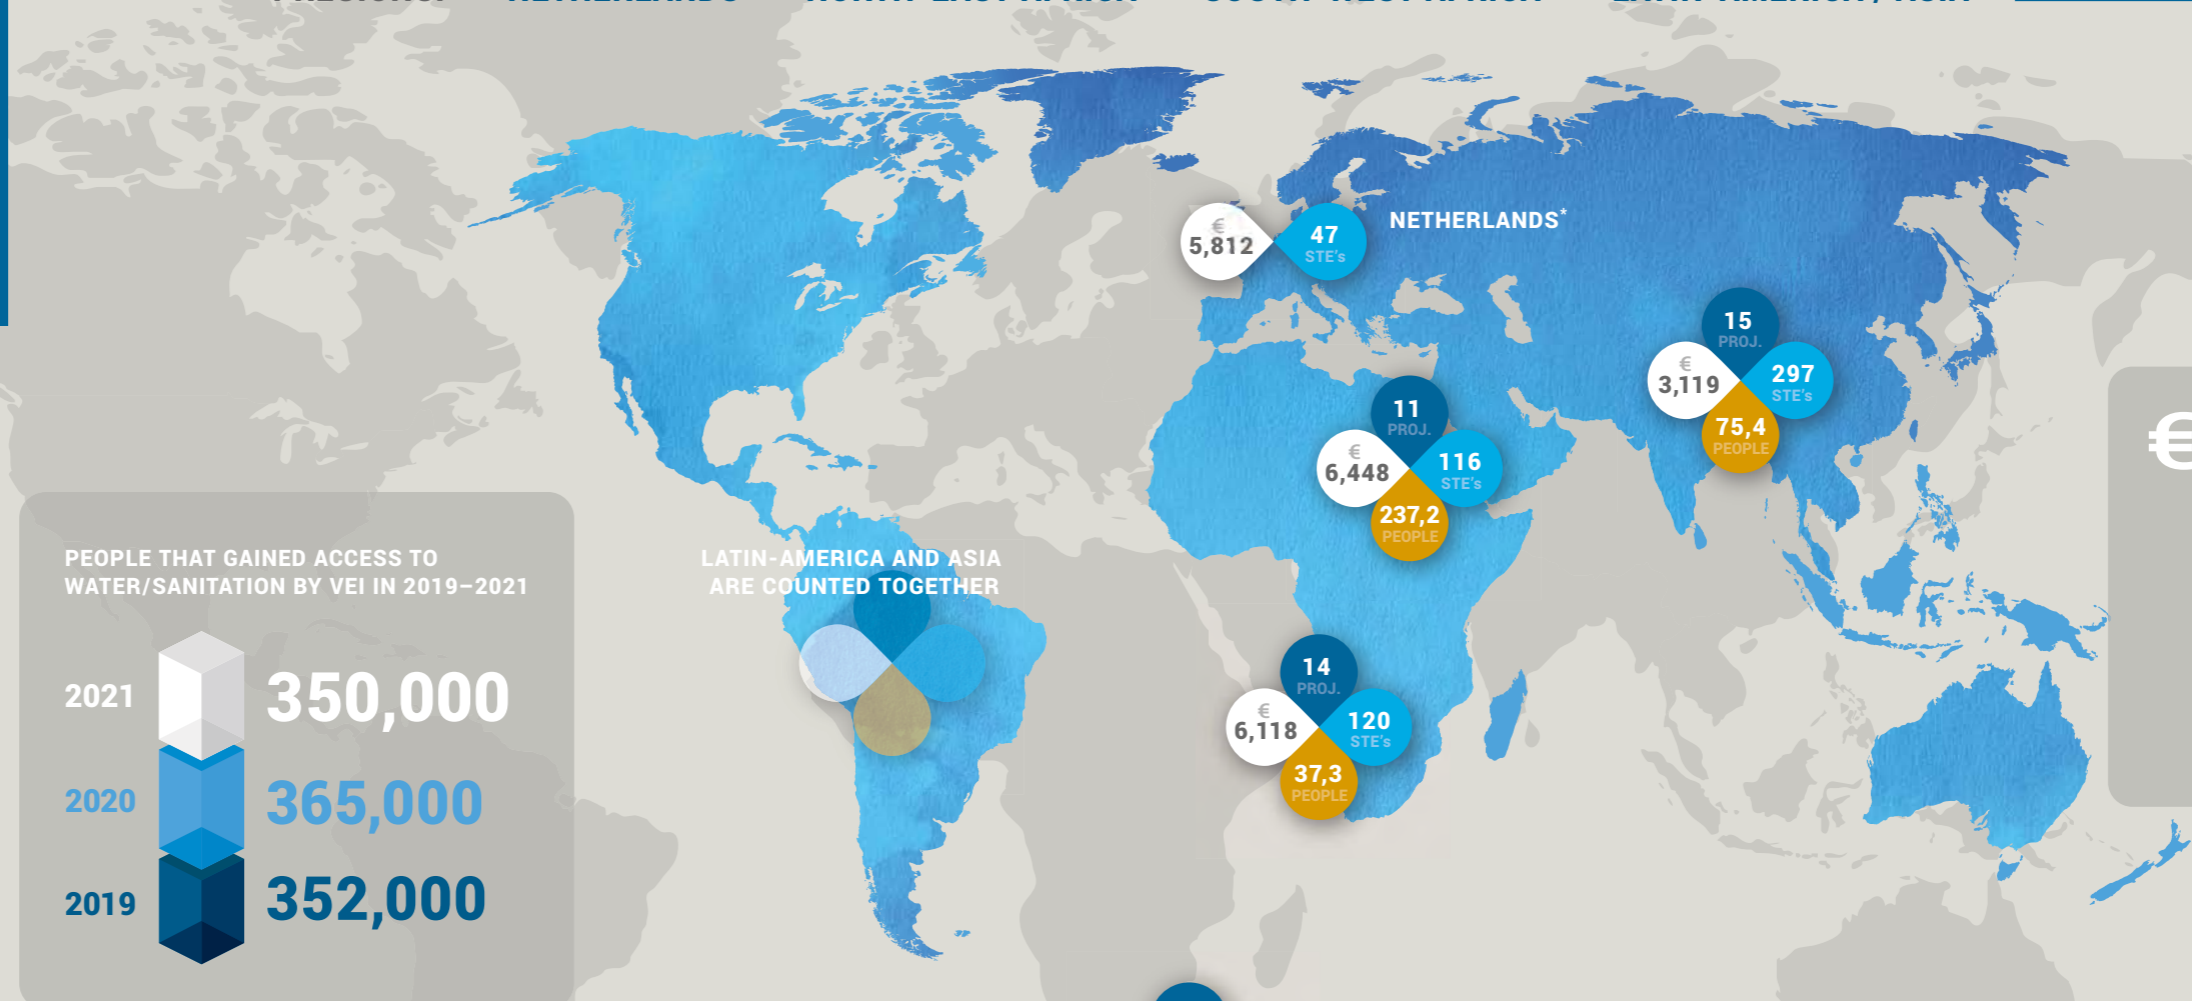 NETHERLANDS*
€
5,812
47
STE's
15
PROJ.
€
3,119
297
STE's
75,4
PEOPLE
11
PROJ.
€
6,448
116
STE's
237,2
PEOPLE
LATIN-AMERICA AND ASIA
ARE COUNTED TOGETHER
14
PROJ.
€
6,118
120
STE's
37,3
PEOPLE
€
PEOPLE THAT GAINED ACCESS TO
WATER/SANITATION BY VEI IN 2019–2021
2021 350,000
2020 365,000
2019 352,000